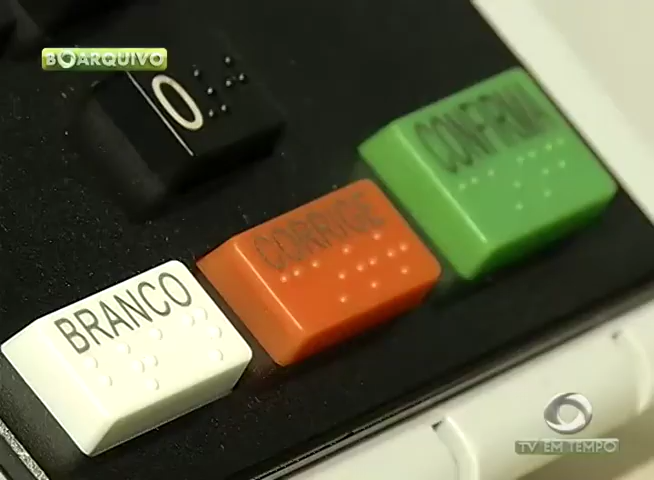 BOARQUIVO
0
CONFIRMA
CORRIGE
BRANCO
TV EM TEMPO